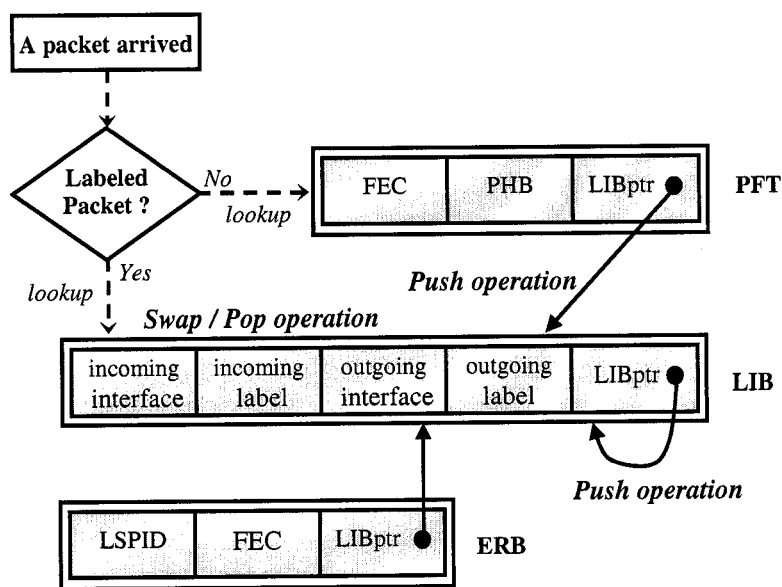 A packet arrived
Labeled
Packet ?
No
lookup
FEC
PHB
LIBptr
PFT
Yes
lookup
Push operation
Swap / Pop operation
incoming
interface
incoming
label
outgoing
interface
outgoing
label
LIBptr
LIB
Push operation
LSPID
FEC
LIBptr
ERB